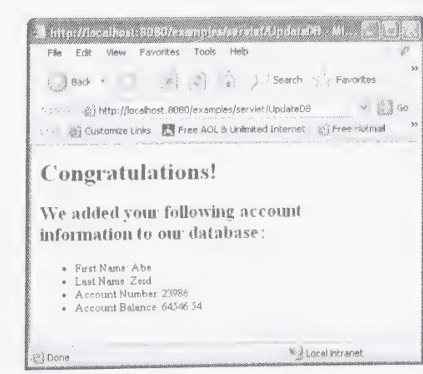 http://localhost:8080/examples/servlet/UpdateDB - Mi...
File Edit View Favorites Tools Help
Back Search Favorites
http://localhost:8080/examples/servlet/UpdateDB Go
Customize Links Free AOL & Unlimited Internet Free Hotmail
Congratulations!
We added your following account
information to our database:
• First Name: Abe
• Last Name: Zesd
• Account Number 23986
• Account Balance 64546.54
Done Local intranet